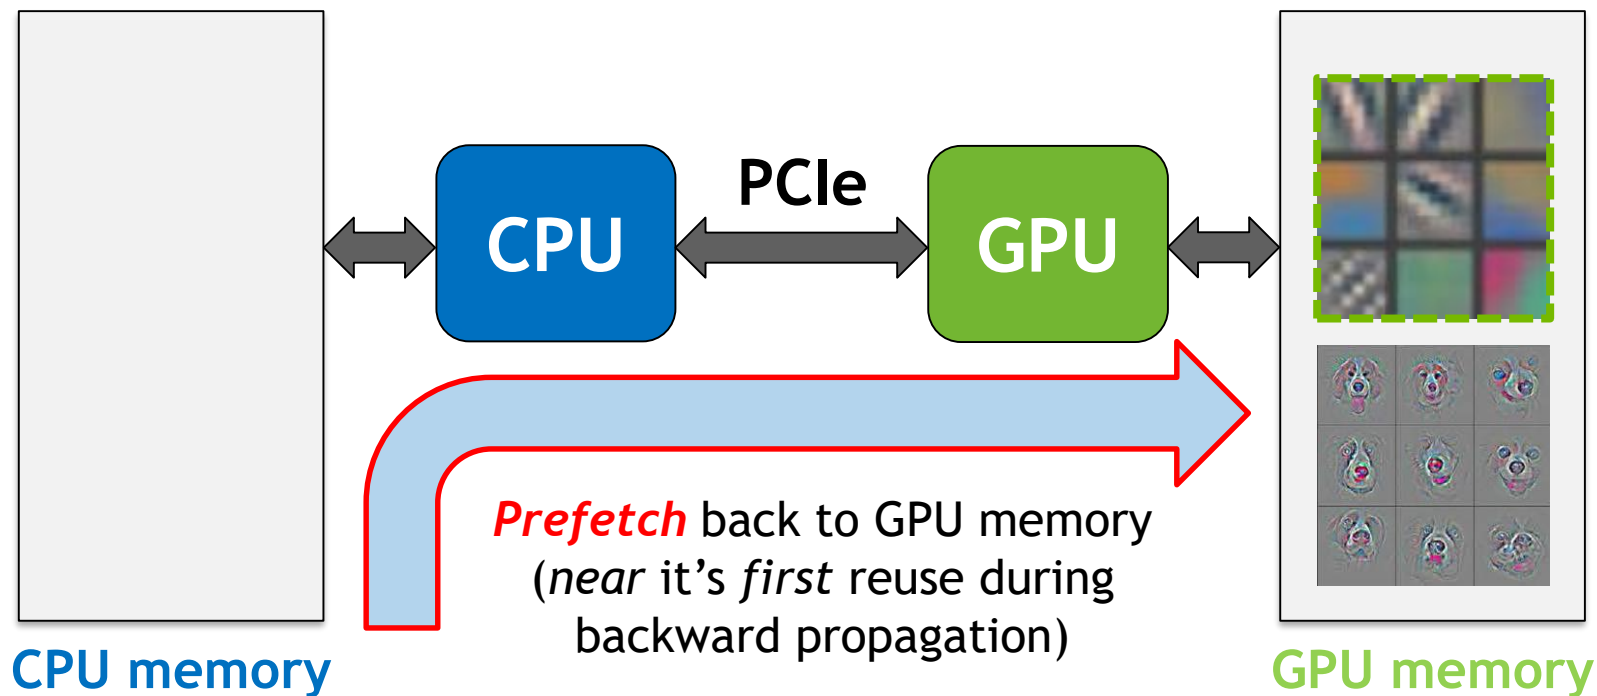 PCIe
CPU
GPU
Prefetch back to GPU memory
(near it’s first reuse during
backward propagation)
CPU memory
GPU memory